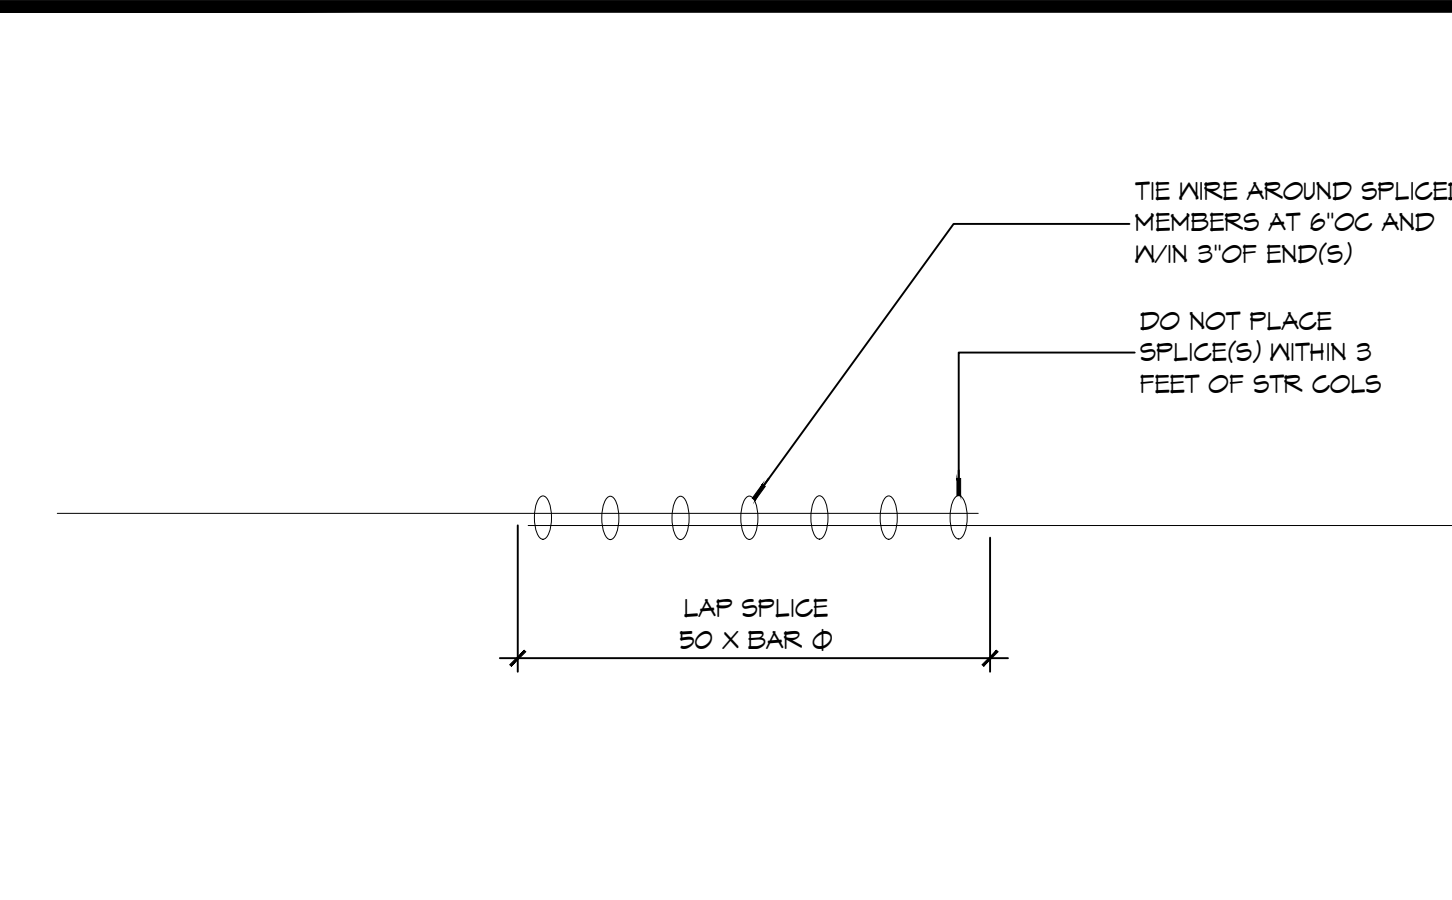 TIE WIRE AROUND SPLICED
MEMBERS AT 6"OC AND
W/IN 3"OF END(S)
DO NOT PLACE
SPLICE(S) WITHIN 3
FEET OF STR COLS
LAP SPLICE
50 X BAR Φ